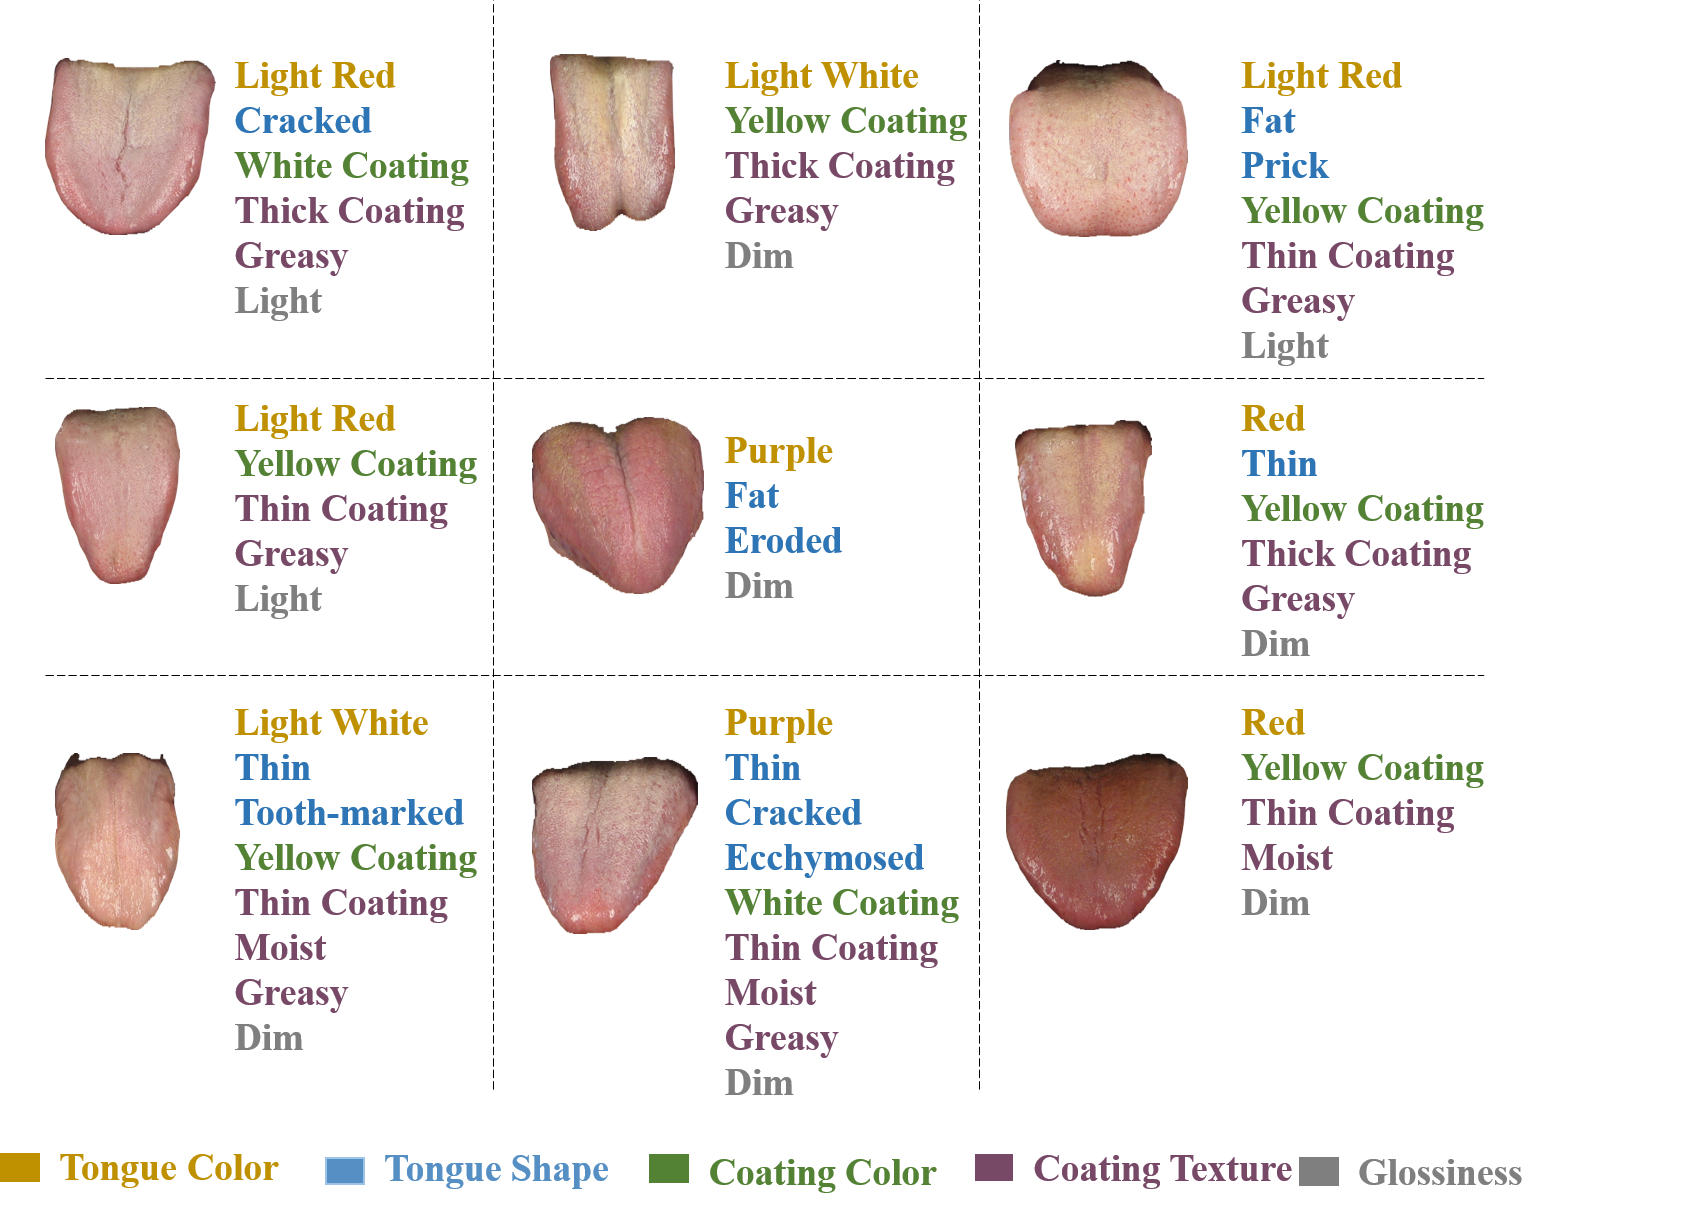 Light Red
Cracked
White Coating
Thick Coating
Greasy
Light
Light White
Yellow Coating
Thick Coating
Greasy
Dim
Light Red
Fat
Prick
Yellow Coating
Thin Coating
Greasy
Light
Light Red
Yellow Coating
Thin Coating
Greasy
Light
Purple
Fat
Eroded
Dim
Red
Thin
Yellow Coating
Thick Coating
Greasy
Dim
Light White
Thin
Tooth-marked
Yellow Coating
Thin Coating
Moist
Greasy
Dim
Purple
Thin
Cracked
Ecchymosed
White Coating
Thin Coating
Moist
Greasy
Dim
Red
Yellow Coating
Thin Coating
Moist
Dim
Tongue Color
Tongue Shape
Coating Color
Coating Texture
Glossiness